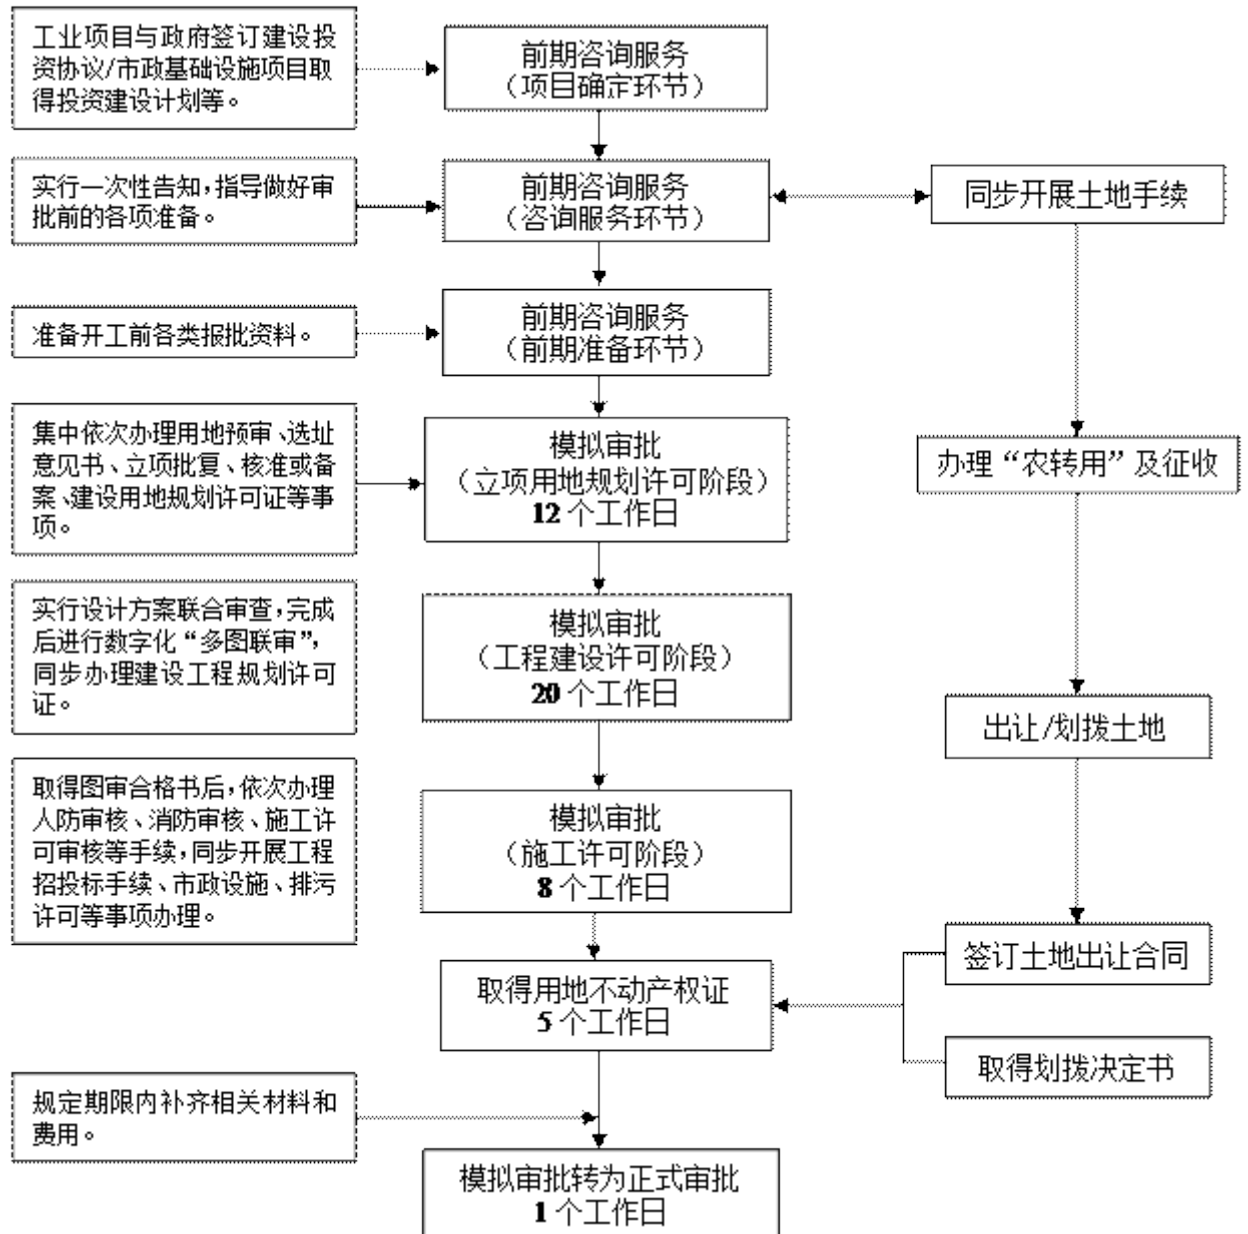 工业项目与政府签订建设投
资协议/市政基础设施项目取
得投资建设计划等。
前期咨询服务
（项目确定环节）
实行一次性告知，指导做好审
批前的各项准备。
前期咨询服务
（咨询服务环节）
同步开展土地手续
准备开工前各类报批资料。
前期咨询服务
（前期准备环节）
集中依次办理用地预审、选址
意见书、立项批复、核准或备
案、建设用地规划许可证等事
项。
模拟审批
（立项用地规划许可阶段）
12 个工作日
办理“农转用”及征收
实行设计方案联合审查，完成
后进行数字化“多图联审”，
同步办理建设工程规划许可
证。
模拟审批
（工程建设许可阶段）
20 个工作日
出让/划拨土地
取得图审合格书后，依次办理
人防审核、消防审核、施工许
可审核等手续，同步开展工程
招投标手续、市政设施、排污
许可等事项办理。
模拟审批
（施工许可阶段）
8 个工作日
签订土地出让合同
取得用地不动产权证
5 个工作日
取得划拨决定书
规定期限内补齐相关材料和
费用。
模拟审批转为正式审批
1 个工作日